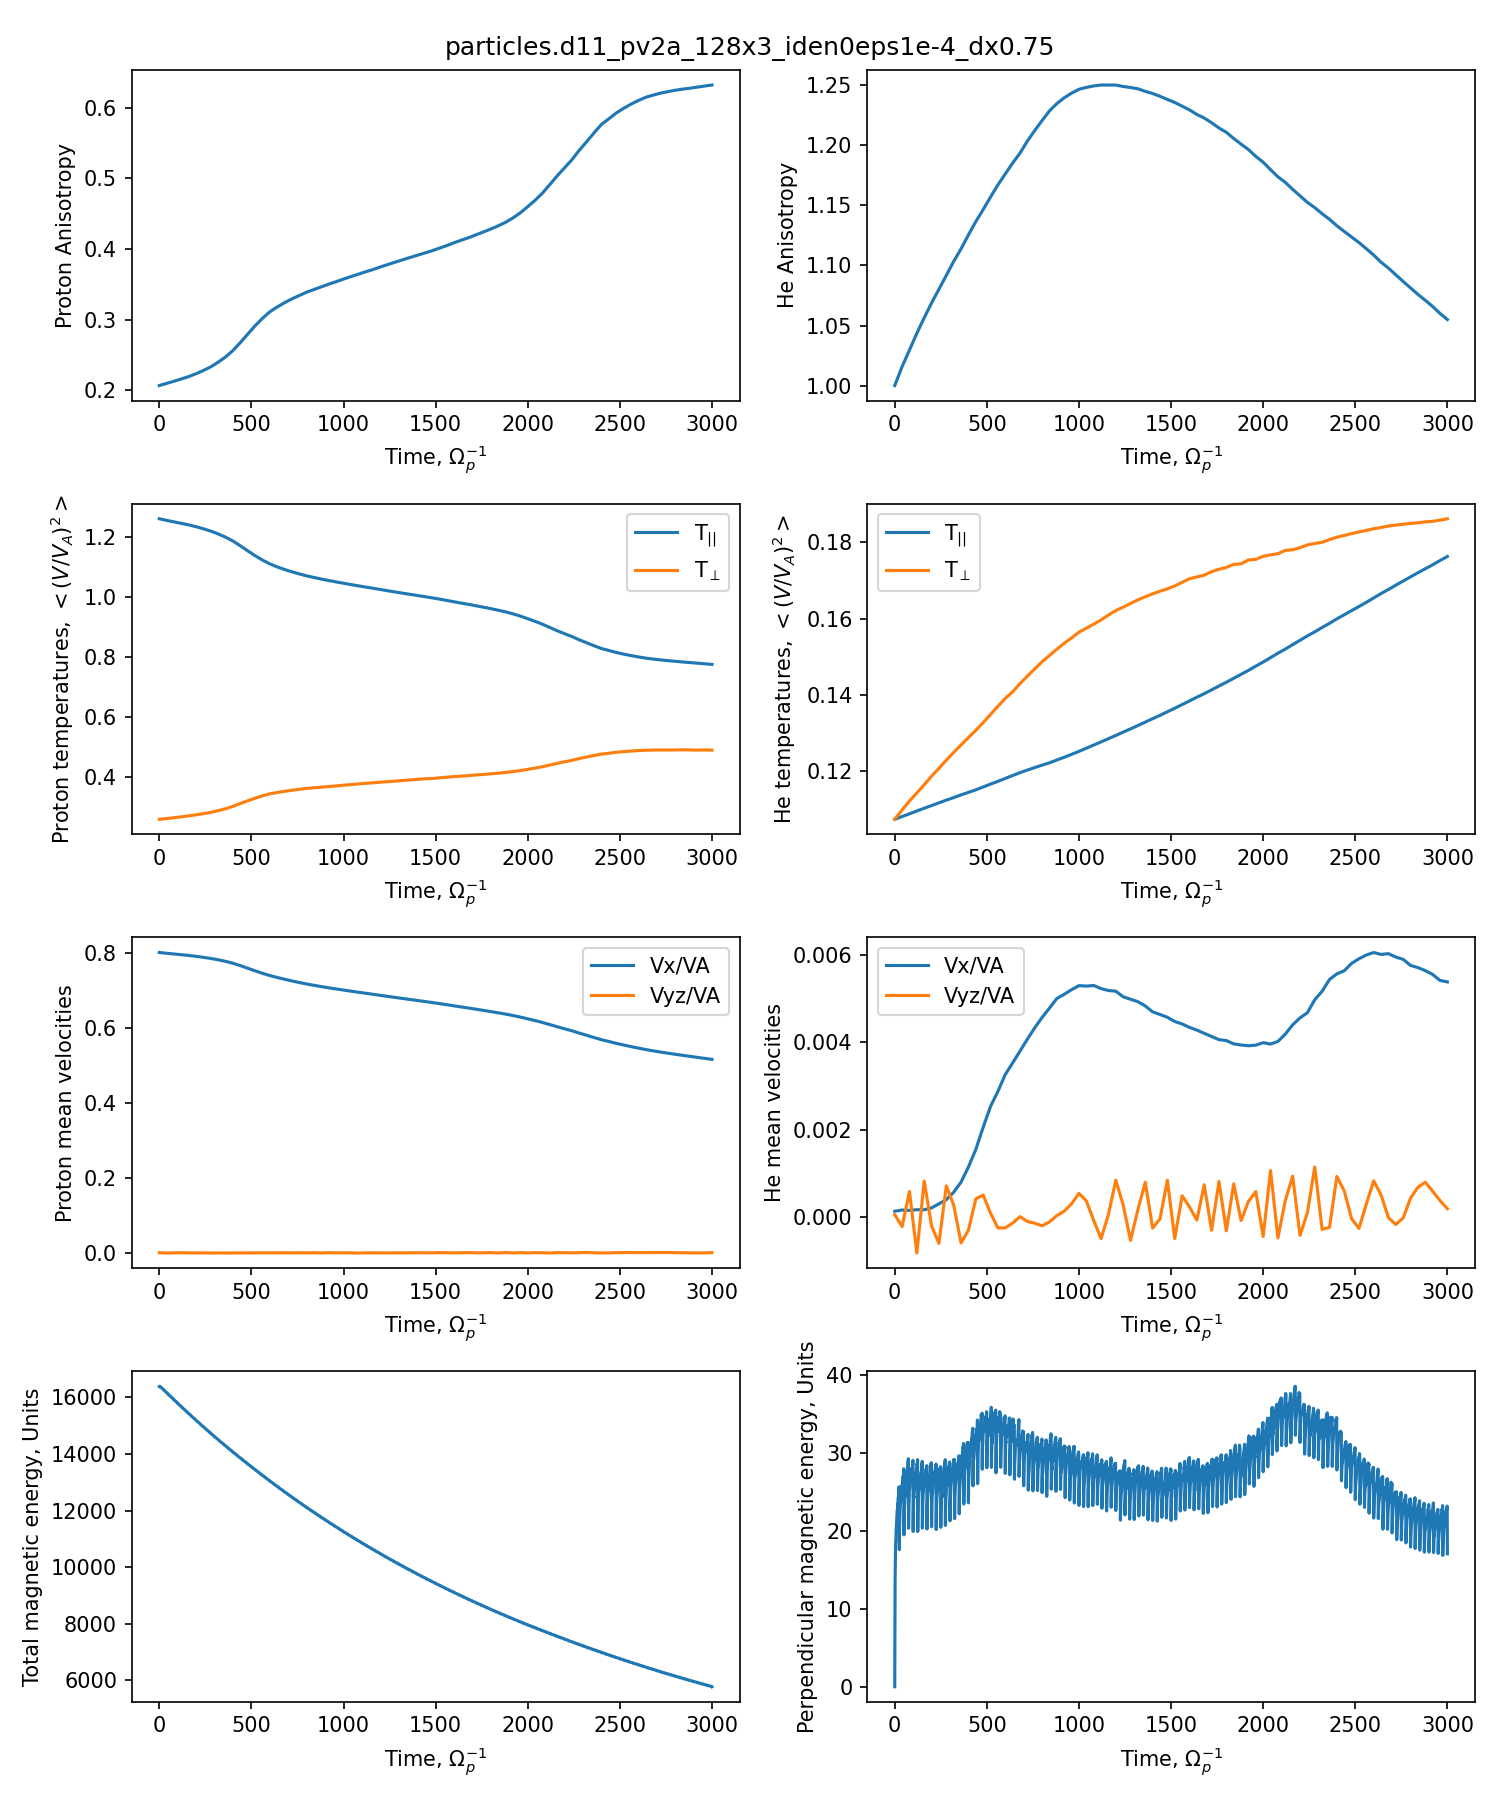 particles.d11_pv2a_128x3_iden0eps1e-4_dx0.75
Proton Anisotropy
0.6
0.5
0.4
0.3
0.2
0 500 1000 1500 2000 2500 3000
Time, Ω_p^{-1}
He Anisotropy
1.25
1.20
1.15
1.10
1.05
1.00
0 500 1000 1500 2000 2500 3000
Time, Ω_p^{-1}
Proton temperatures, < (V/V_A)^2 >
1.2
1.0
0.8
0.6
0.4
T_{||}
T_⊥
0 500 1000 1500 2000 2500 3000
Time, Ω_p^{-1}
He temperatures, < (V/V_A)^2 >
0.18
0.16
0.14
0.12
T_{||}
T_⊥
0 500 1000 1500 2000 2500 3000
Time, Ω_p^{-1}
Proton mean velocities
0.8
0.6
0.4
0.2
0.0
Vx/VA
Vyz/VA
0 500 1000 1500 2000 2500 3000
Time, Ω_p^{-1}
He mean velocities
0.006
0.004
0.002
0.000
Vx/VA
Vyz/VA
0 500 1000 1500 2000 2500 3000
Time, Ω_p^{-1}
Total magnetic energy, Units
16000
14000
12000
10000
8000
6000
0 500 1000 1500 2000 2500 3000
Time, Ω_p^{-1}
Perpendicular magnetic energy, Units
40
30
20
10
0
0 500 1000 1500 2000 2500 3000
Time, Ω_p^{-1}